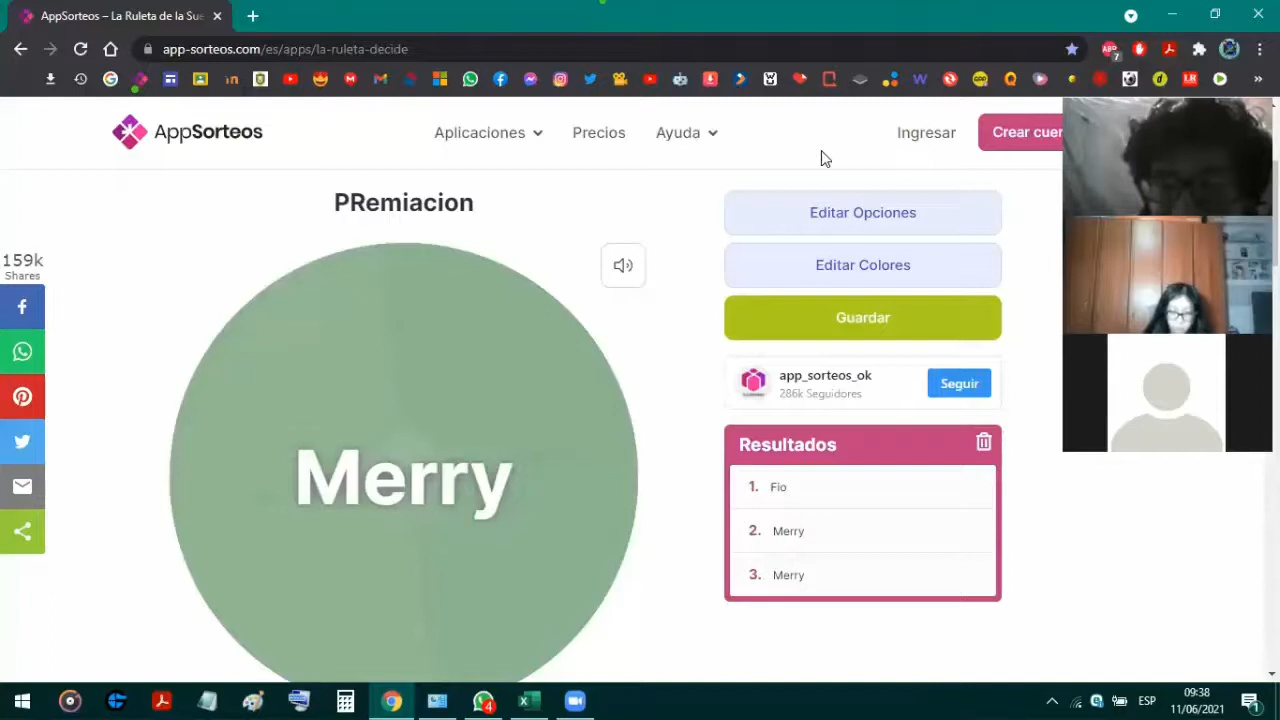 AppSorteos – La Ruleta de la Sue
app-sorteos.com/es/apps/la-ruleta-decide
AppSorteos
Aplicaciones
Precios
Ayuda
Ingresar
Crear cuen
PRemiacion
Editar Opciones
Editar Colores
Guardar
159k
Shares
app_sorteos_ok
286k Seguidores
Seguir
Merry
Resultados
1. Fio
2. Merry
3. Merry
4
ESP
09:38
11/06/2021
1